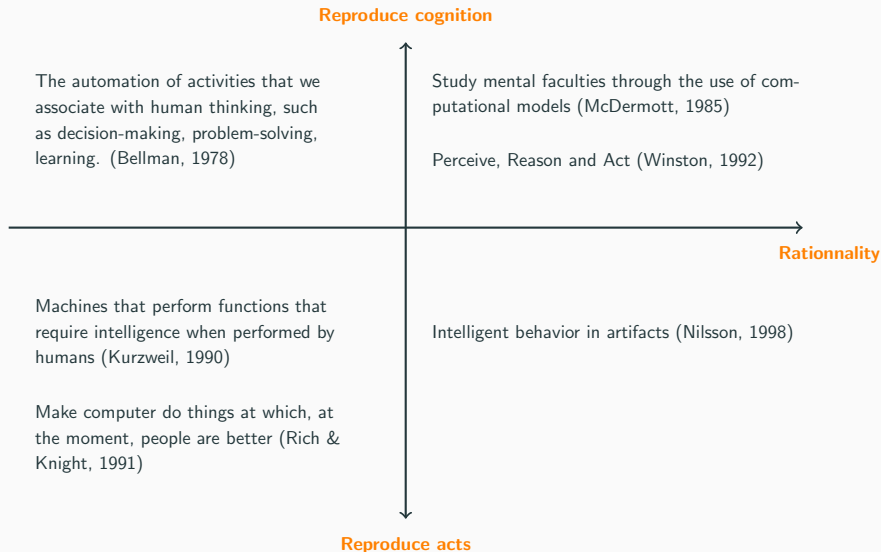 Reproduce cognition
The automation of activities that we
associate with human thinking, such
as decision-making, problem-solving,
learning. (Bellman, 1978)
Study mental faculties through the use of com-
putational models (McDermott, 1985)
Perceive, Reason and Act (Winston, 1992)
Rationnality
Machines that perform functions that
require intelligence when performed by
humans (Kurzweil, 1990)
Make computer do things at which, at
the moment, people are better (Rich &
Knight, 1991)
Intelligent behavior in artifacts (Nilsson, 1998)
Reproduce acts